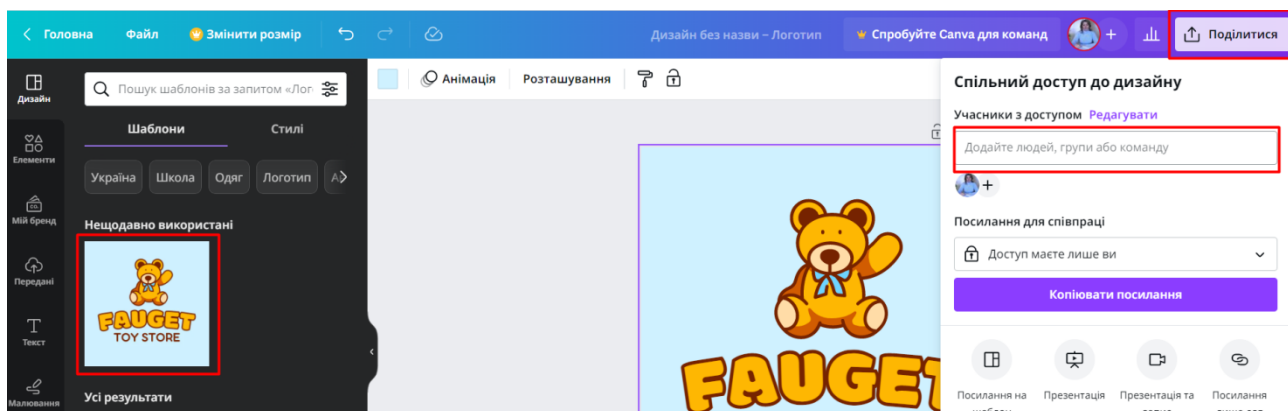 Головна
Файл
Змінити розмір
Дизайн без назви – Логотип
Спробуйте Canva для команд
Поділитися
Дизайн
Елементи
Мій бренд
Передані
Текст
Малювання
Пошук шаблонів за запитом «Лог
Шаблони
Стилі
Україна
Школа
Одяг
Логотип
Нещодавно використані
FAUGET
TOY STORE
Усі результати
Анімація
Розташування
FAUGET
Спільний доступ до дизайну
Учасники з доступом Редагувати
Додайте людей, групи або команду
Посилання для співпраці
Доступ маєте лише ви
Копіювати посилання
Посилання на
Презентація
Презентація та
Посилання